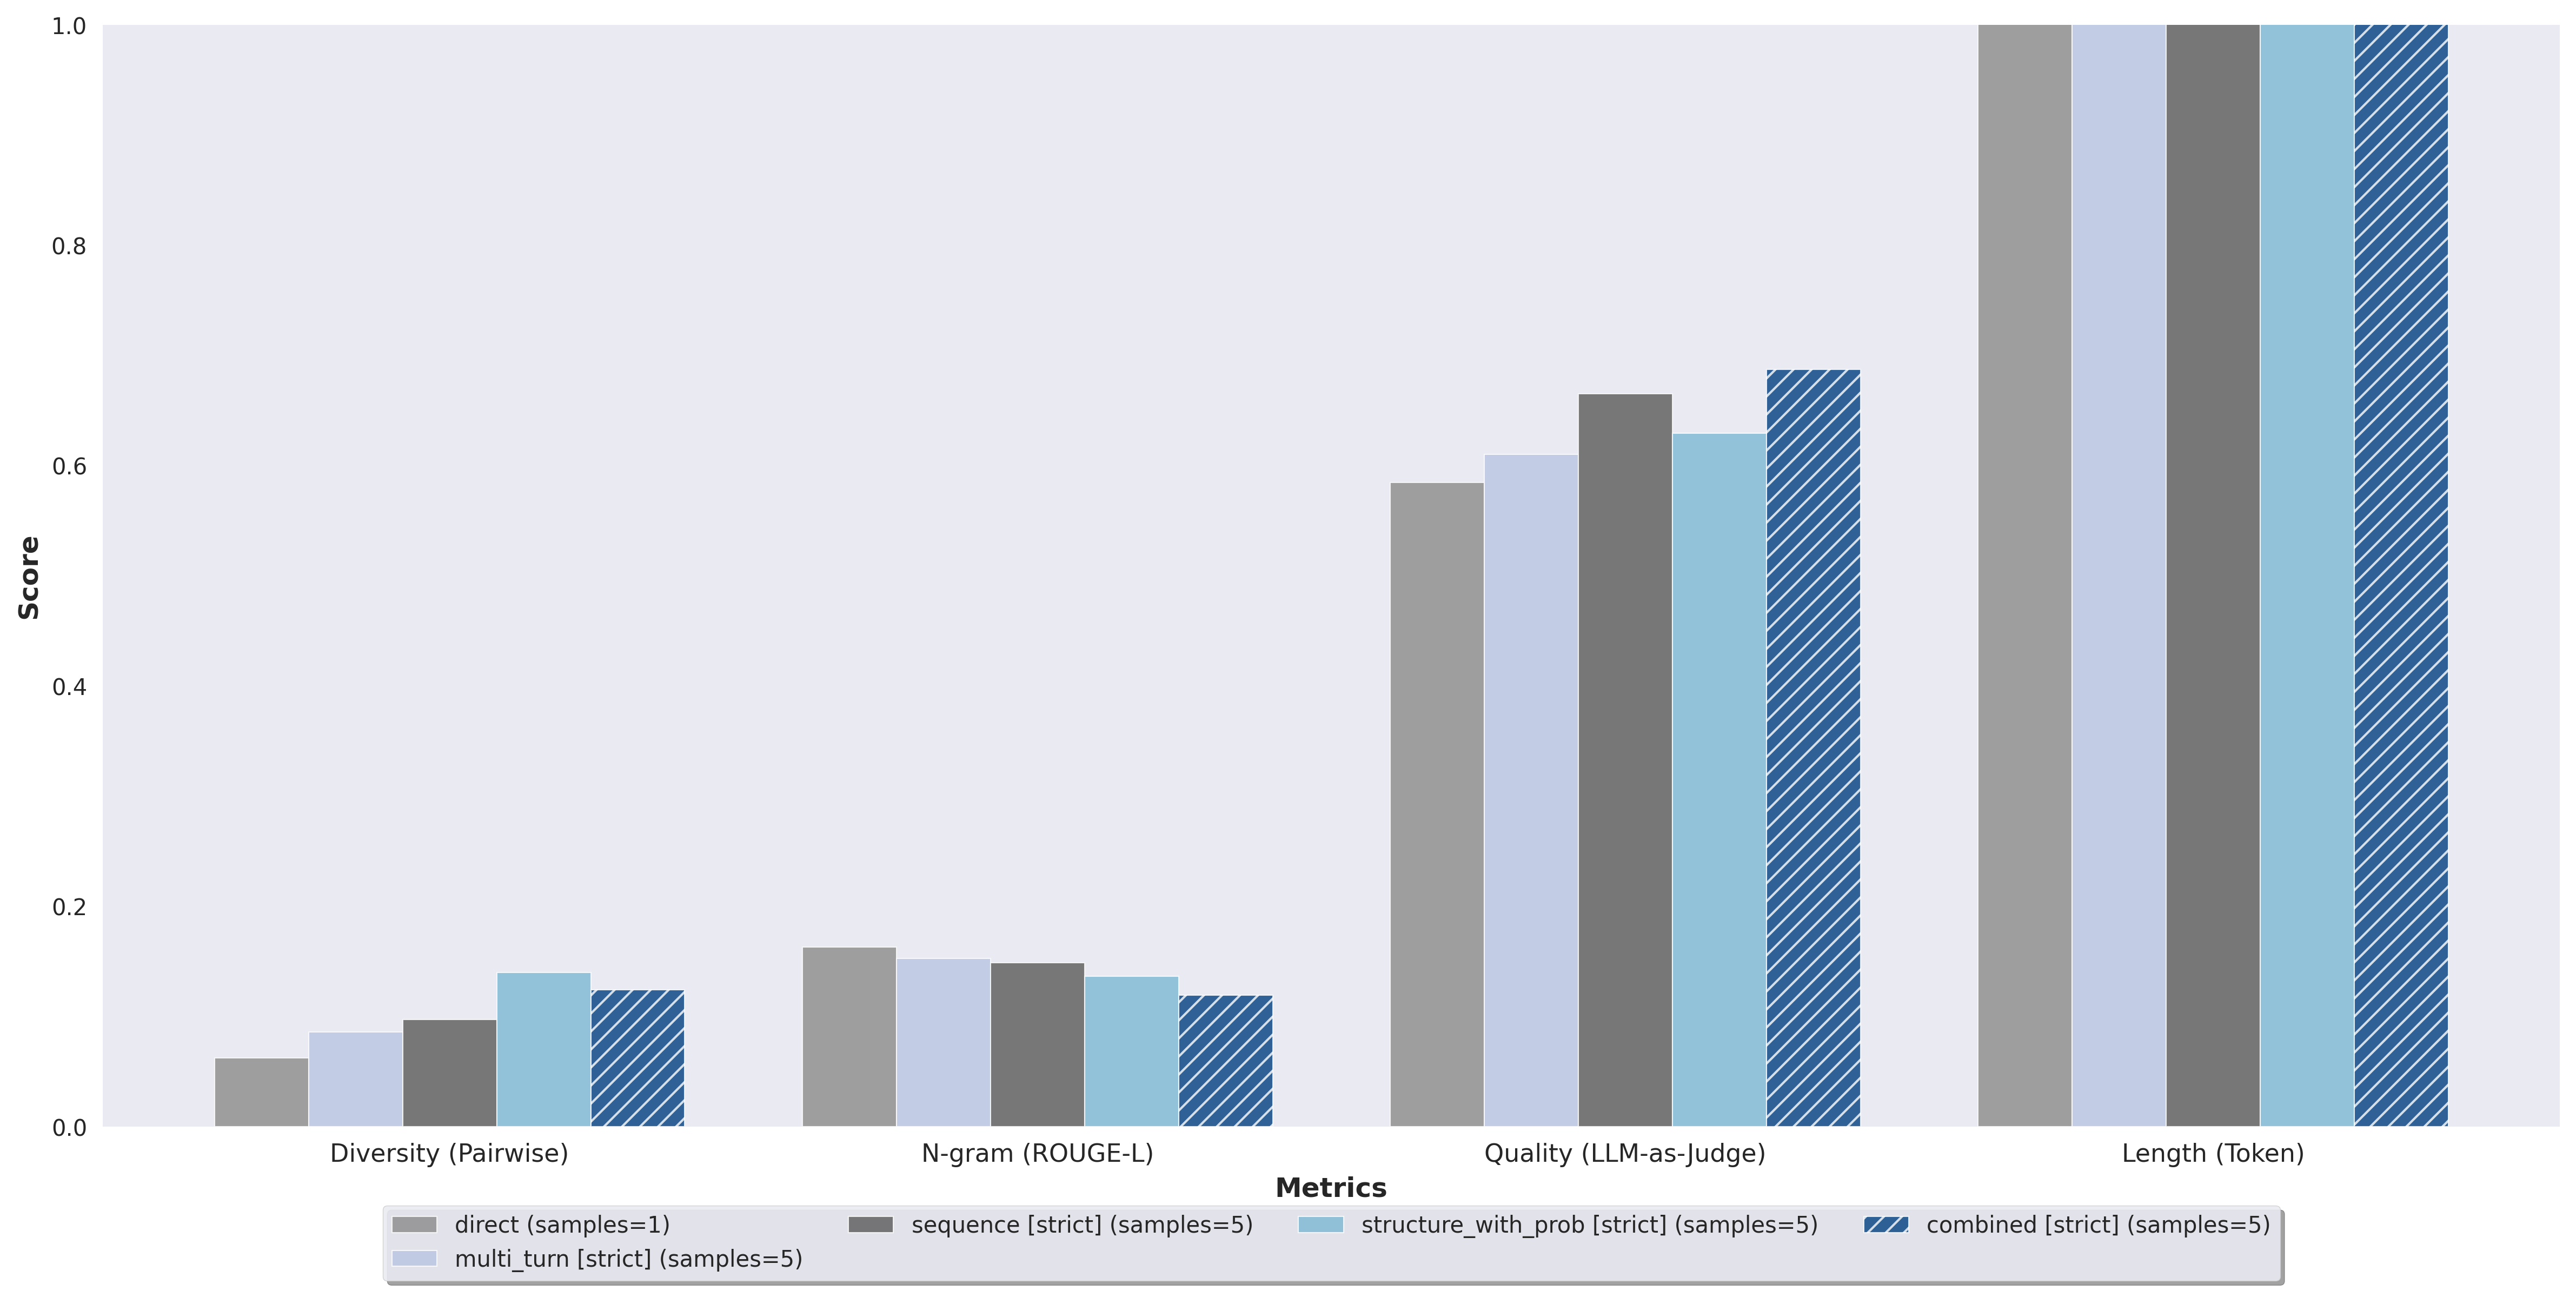 1.0
0.8
0.6
0.4
0.2
0.0
Score
Diversity (Pairwise)
N-gram (ROUGE-L)
Quality (LLM-as-Judge)
Length (Token)
Metrics
direct (samples=1)
multi_turn [strict] (samples=5)
sequence [strict] (samples=5)
structure_with_prob [strict] (samples=5)
combined [strict] (samples=5)